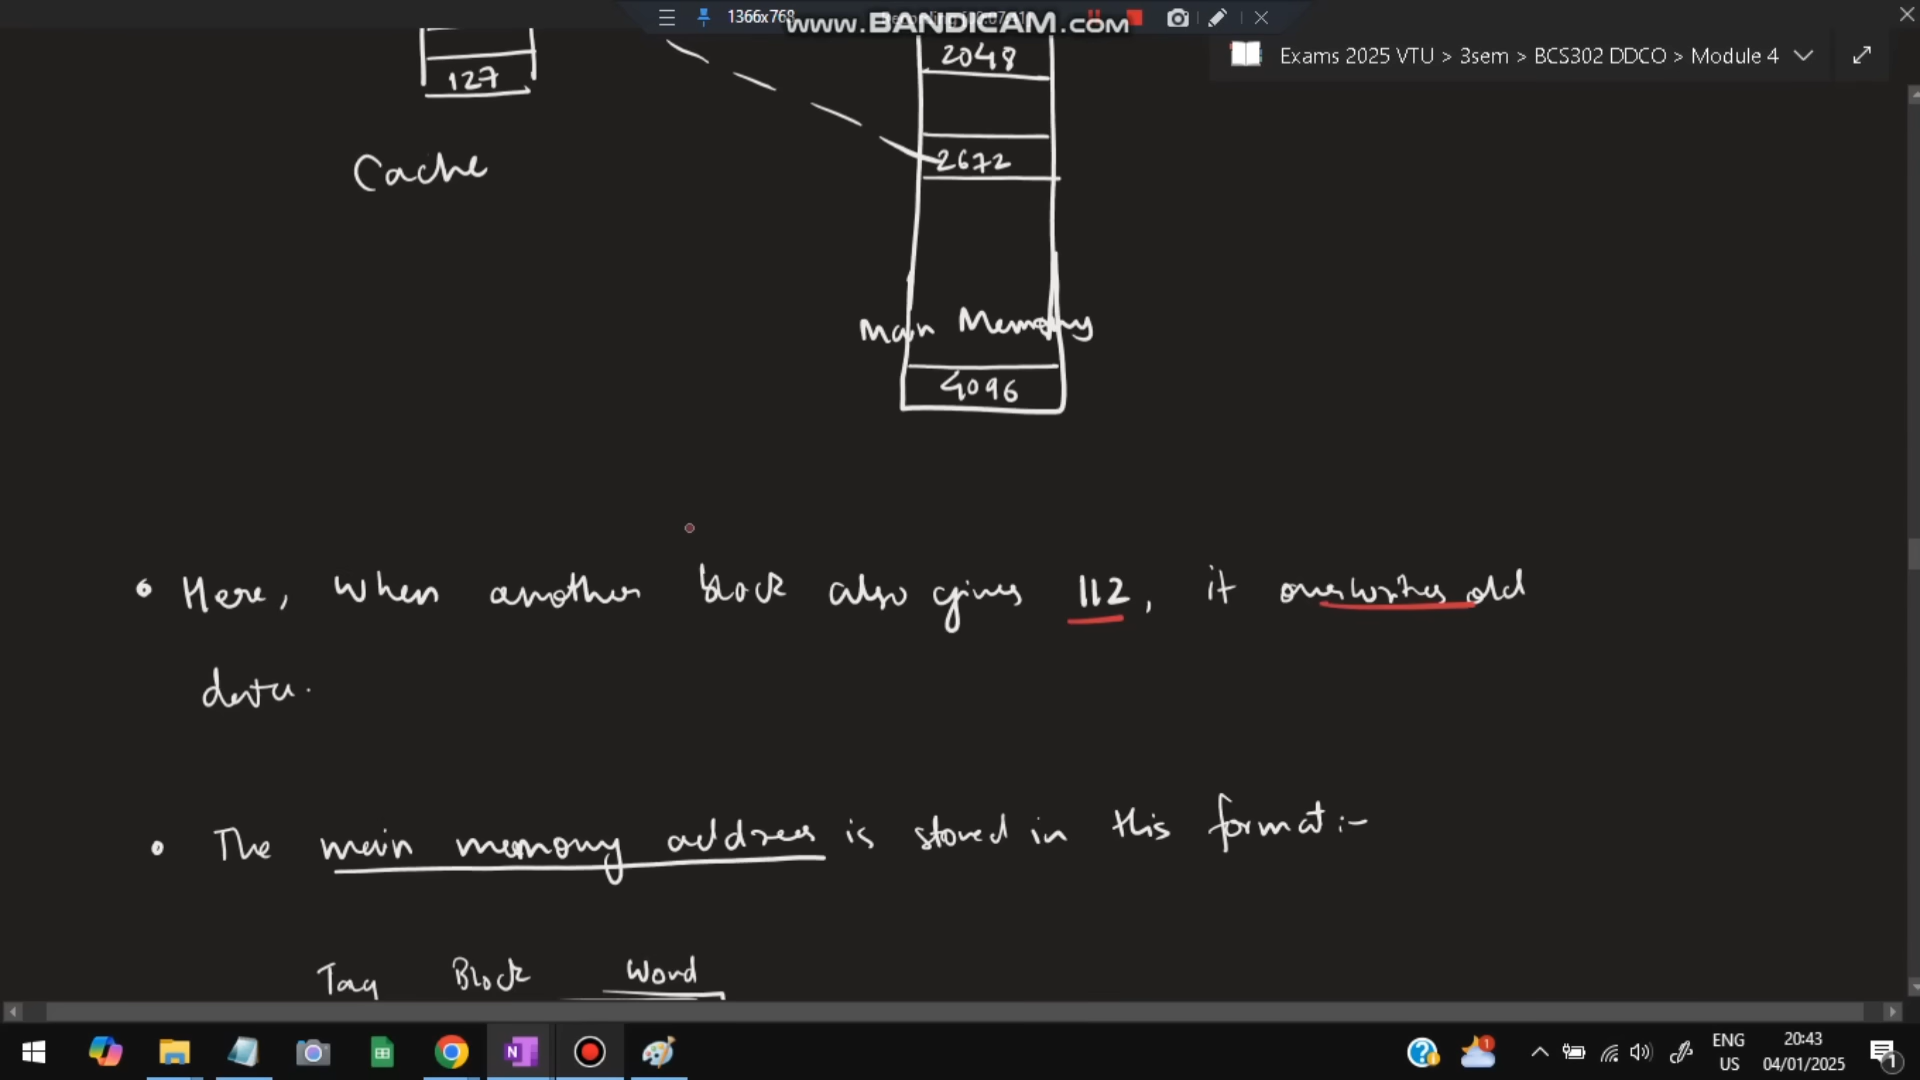 1366x768
www.BANDICAM.com
Exams 2025 VTU > 3sem > BCS302 DDCO > Module 4
2048
127
2672
Cache
Main Memory
4096
Here, when another block also gives 112, it overwrites old
data.
The main memory address is stored in this format :-
Tag Block Word
ENG
US
20:43
04/01/2025